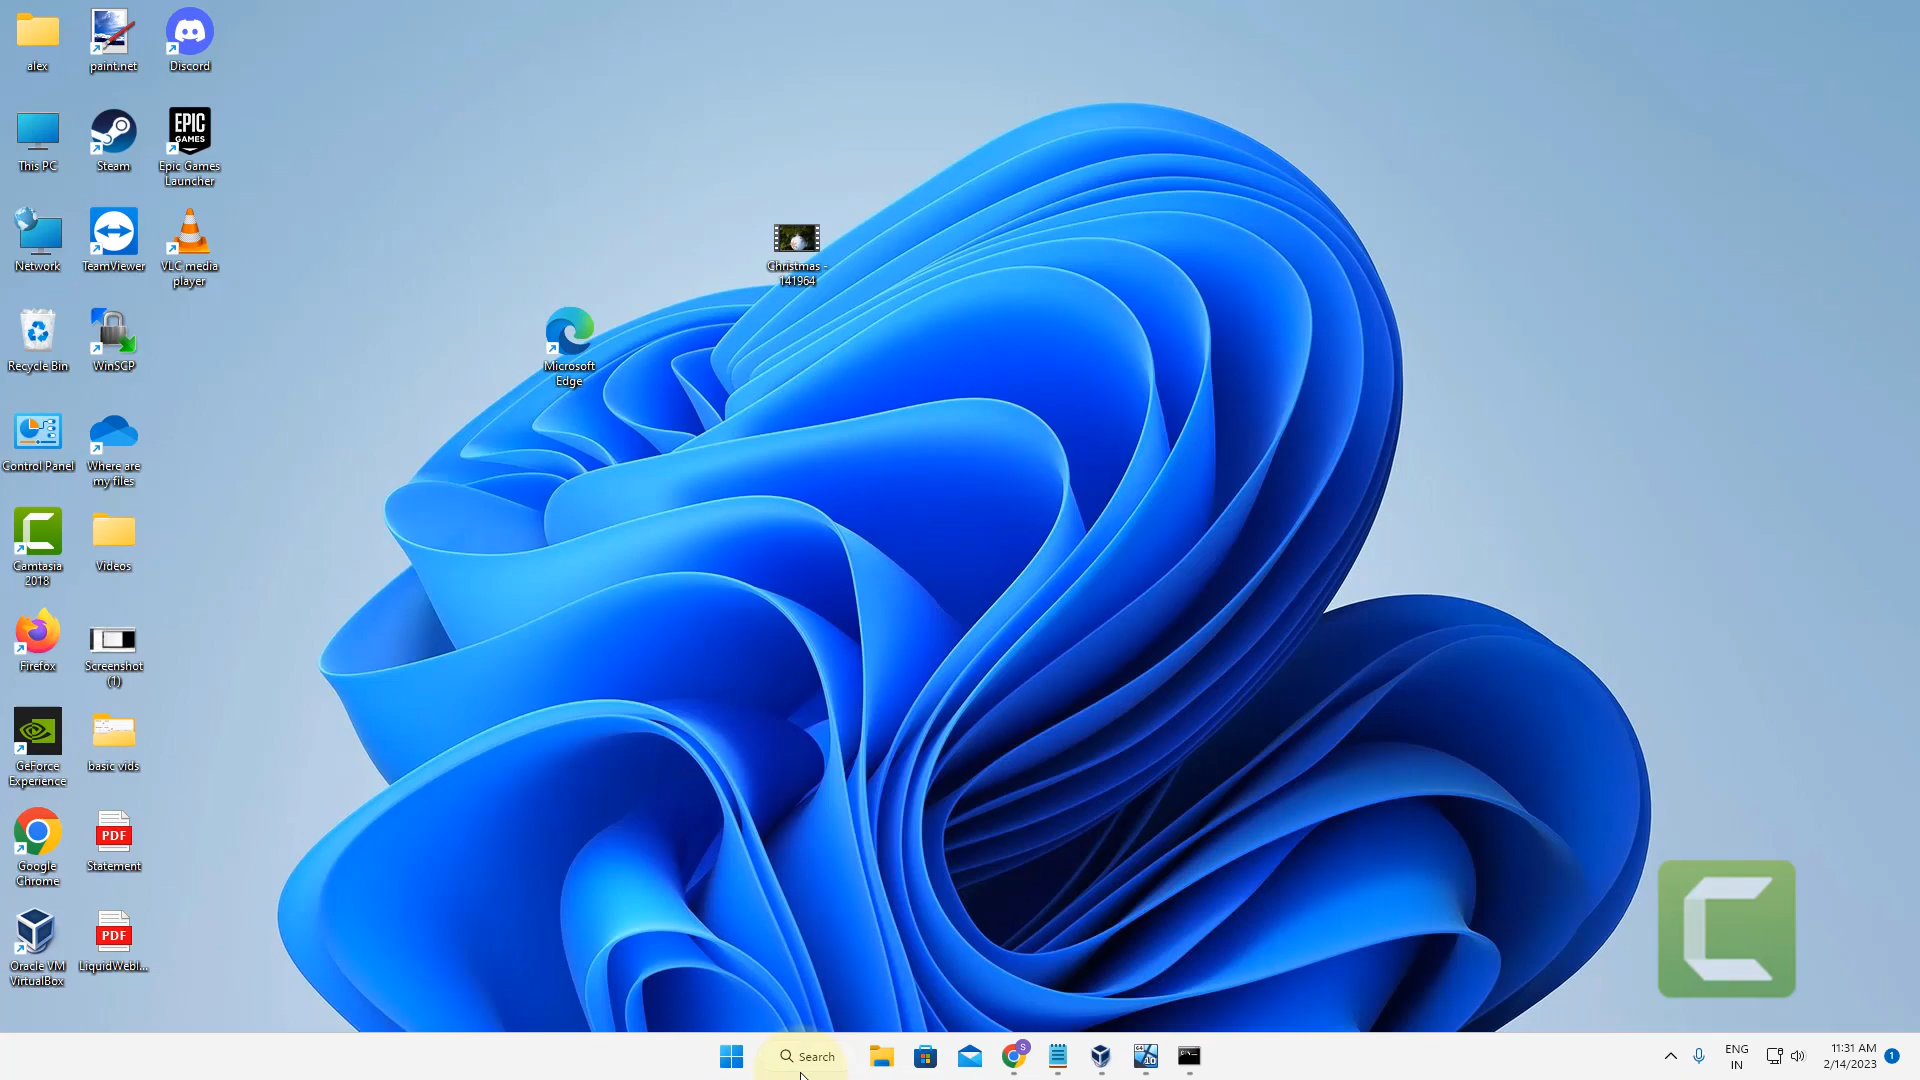 alex
paint.net
Discord
This PC
Steam
EPIC
GAMES
Epic Games
Launcher
Network
TeamViewer
VLC media
player
Christmas -
141964
Recycle Bin
WinSCP
Microsoft
Edge
Control Panel
Where are
my files
Camtasia
2018
Videos
Firefox
Screenshot
(1)
GeForce
Experience
basic vids
Google
Chrome
PDF
Statement
Oracle VM
VirtualBox
PDF
LiquidWebI...
Search
S
64
10
ENG
IN
11:31 AM
2/14/2023
1